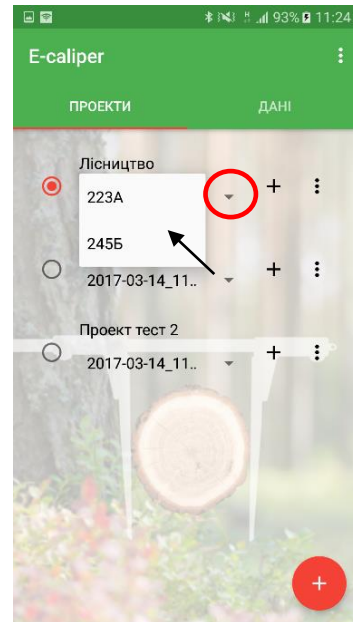 93% 11:24
E-caliper
ПРОЕКТИ ДАНІ
Лісництво
223А
245Б
2017-03-14_11..
Проект тест 2
2017-03-14_11..